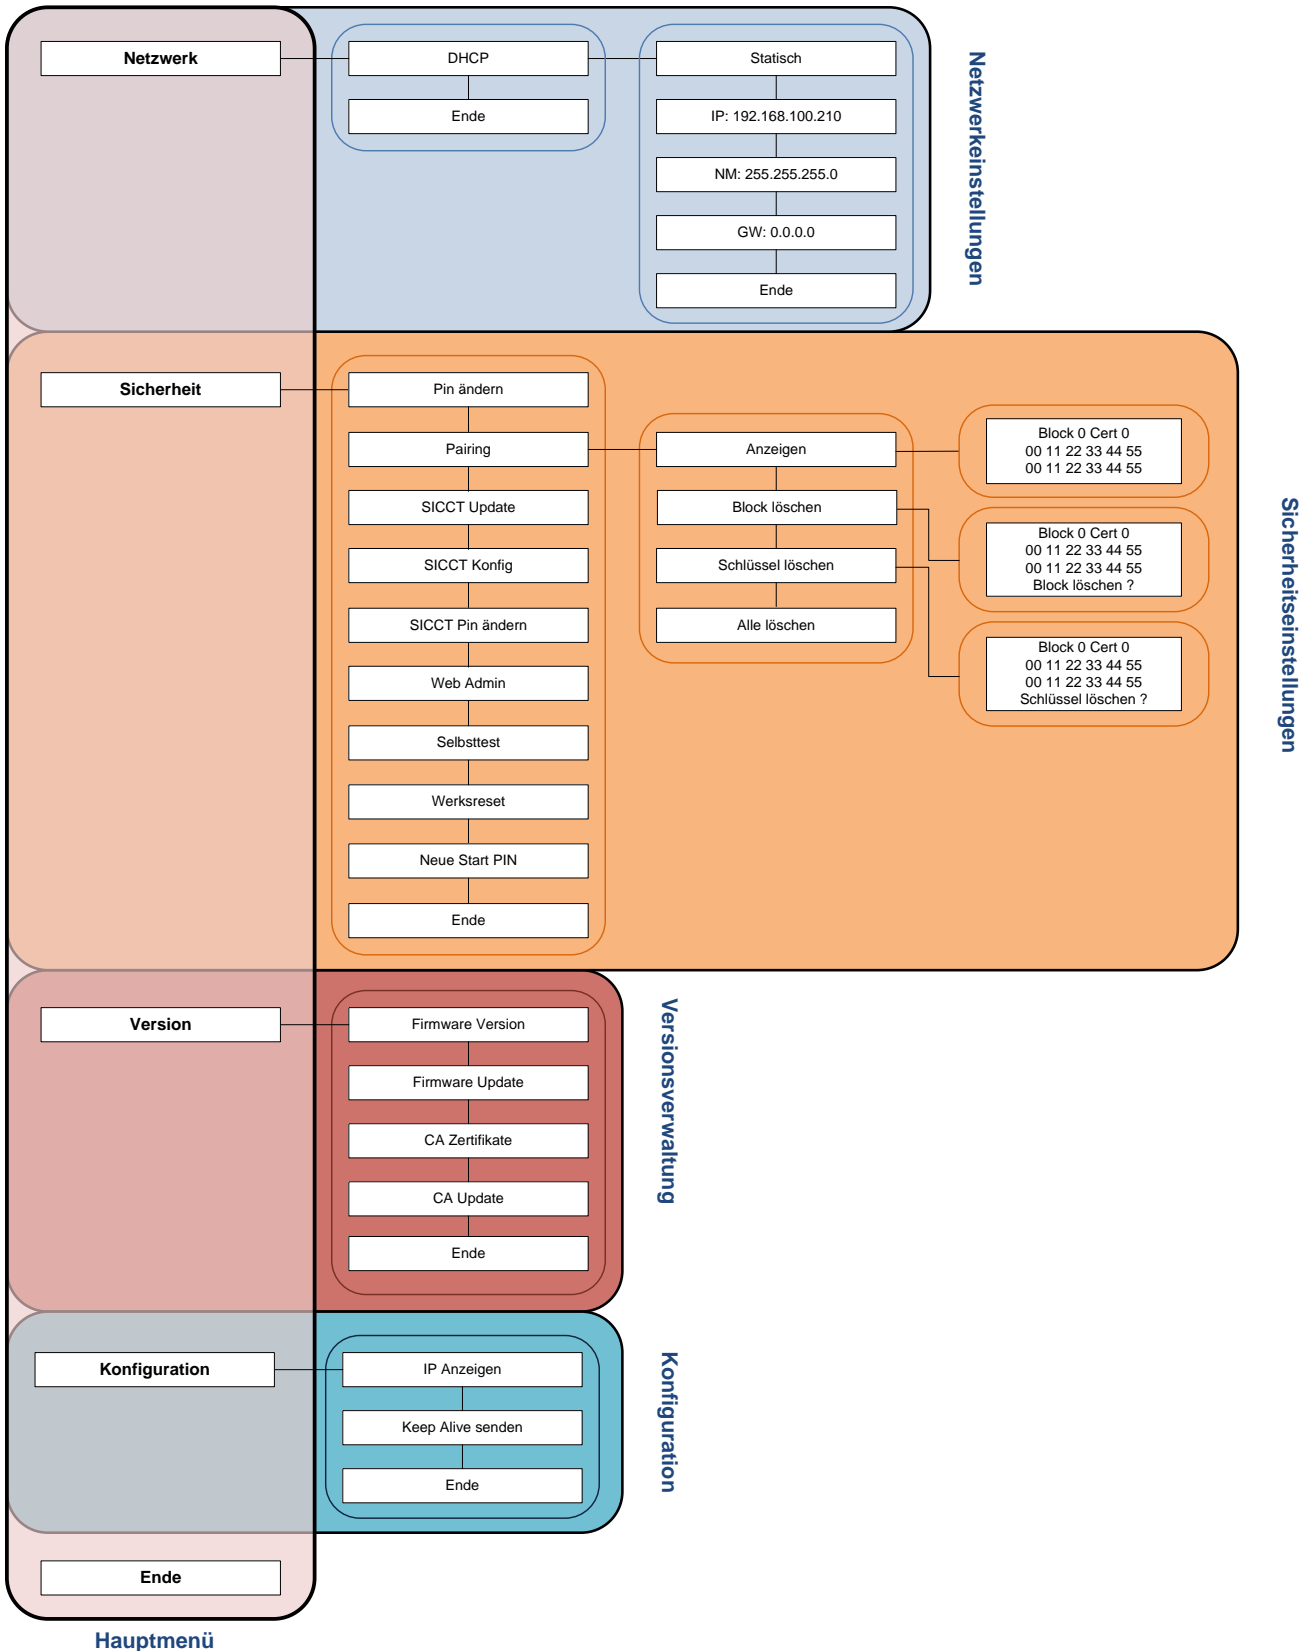 Netzwerk
DHCP
Ende
Statisch
IP: 192.168.100.210
NM: 255.255.255.0
GW: 0.0.0.0
Ende
Netzwerkeinstellungen
Sicherheit
Pin ändern
Pairing
SICCT Update
SICCT Konfig
SICCT Pin ändern
Web Admin
Selbsttest
Werksreset
Neue Start PIN
Ende
Anzeigen
Block löschen
Schlüssel löschen
Alle löschen
Block 0 Cert 0
00 11 22 33 44 55
00 11 22 33 44 55
Block 0 Cert 0
00 11 22 33 44 55
00 11 22 33 44 55
Block löschen ?
Block 0 Cert 0
00 11 22 33 44 55
00 11 22 33 44 55
Schlüssel löschen ?
Sicherheitseinstellungen
Version
Firmware Version
Firmware Update
CA Zertifikate
CA Update
Ende
Versionsverwaltung
Konfiguration
IP Anzeigen
Keep Alive senden
Ende
Konfiguration
Ende
Hauptmenü